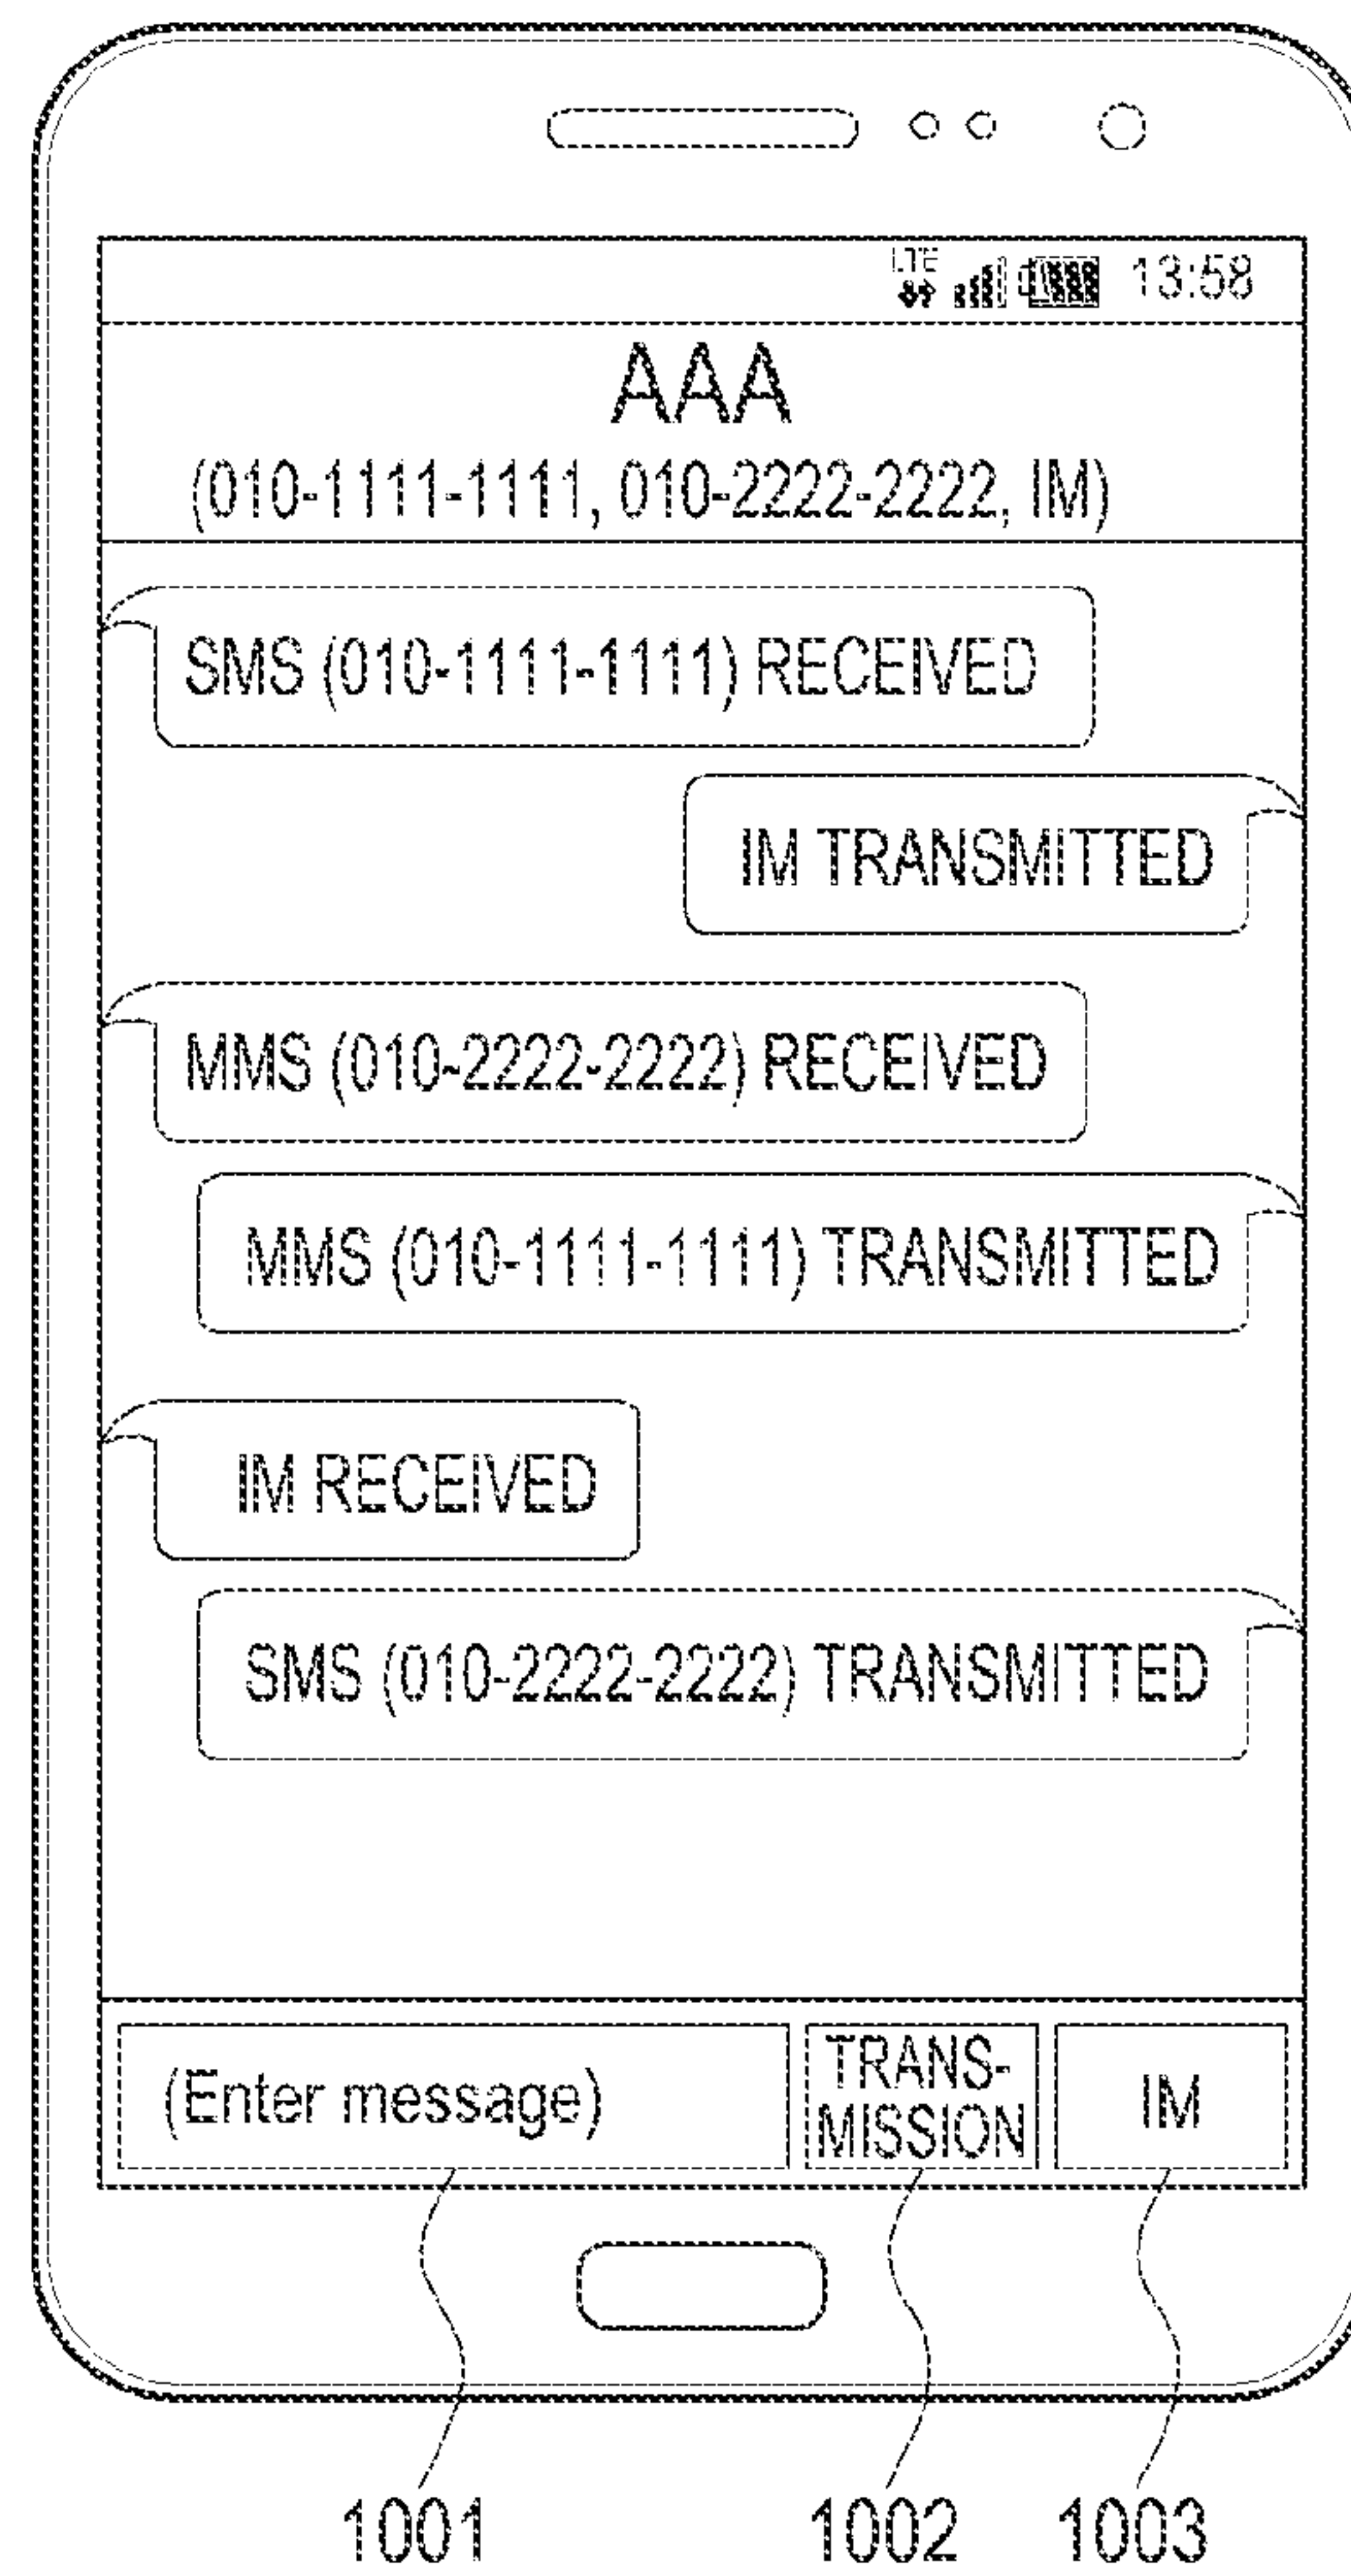 LTE 13:58
AAA
(010-1111-1111, 010-2222-2222, IM)
SMS (010-1111-1111) RECEIVED
IM TRANSMITTED
MMS (010-2222-2222) RECEIVED
MMS (010-1111-1111) TRANSMITTED
IM RECEIVED
SMS (010-2222-2222) TRANSMITTED
(Enter message)
TRANS-
MISSION
IM
1001 1002 1003